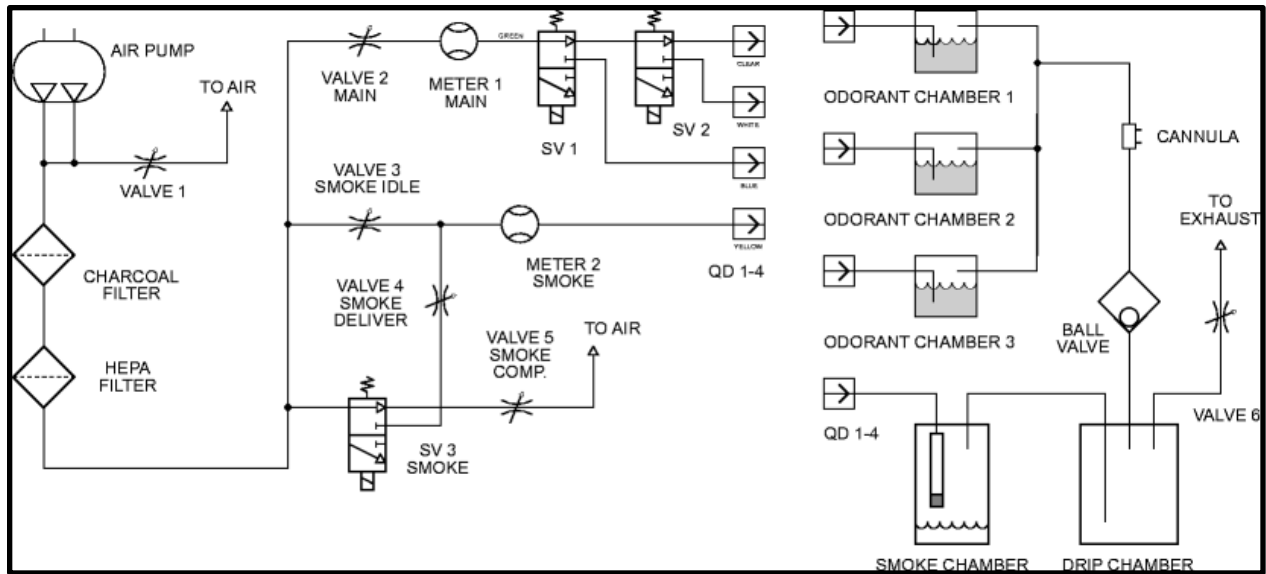 AIR PUMP
TO AIR
VALVE 1
CHARCOAL
FILTER
HEPA
FILTER
VALVE 2
MAIN
METER 1
MAIN
GREEN
SV 1
SV 2
CLEAR
WHITE
BLUE
YELLOW
QD 1-4
VALVE 3
SMOKE IDLE
METER 2
SMOKE
VALVE 4
SMOKE
DELIVER
VALVE 5
SMOKE
COMP.
TO AIR
SV 3
SMOKE
ODORANT CHAMBER 1
ODORANT CHAMBER 2
ODORANT CHAMBER 3
QD 1-4
CANNULA
TO
EXHAUST
BALL
VALVE
VALVE 6
SMOKE CHAMBER
DRIP CHAMBER